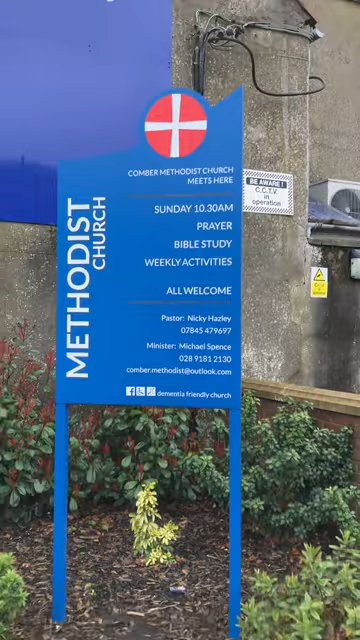 COMBER METHODIST CHURCH
MEETS HERE
METHODIST
CHURCH
SUNDAY 10.30AM
PRAYER
BIBLE STUDY
WEEKLY ACTIVITIES
ALL WELCOME
Pastor: Nicky Hazley
07845 479697
Minister: Michael Spence
028 9181 2130
comber.methodist@outlook.com
dementia friendly church
BE AWARE!
C.C.T.V.
in
operation